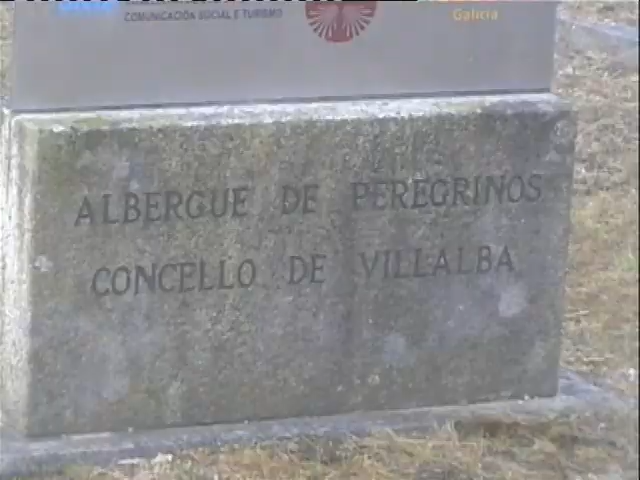 COMUNICACIÓN SOCIAL E TURISMO
Galicia
ALBERGUE DE PEREGRINOS
CONCELLO DE VILLALBA